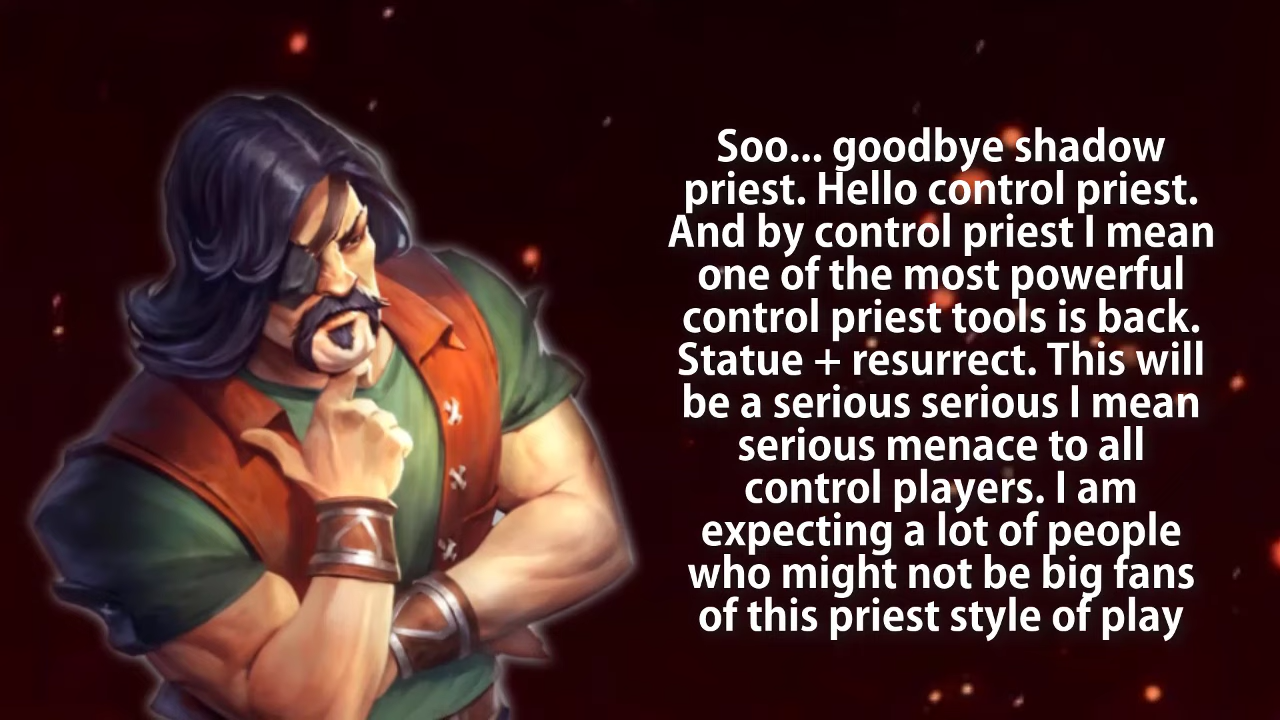 Soo... goodbye shadow
priest. Hello control priest.
And by control priest I mean
one of the most powerful
control priest tools is back.
Statue + resurrect. This will
be a serious serious I mean
serious menace to all
control players. I am
expecting a lot of people
who might not be big fans
of this priest style of play